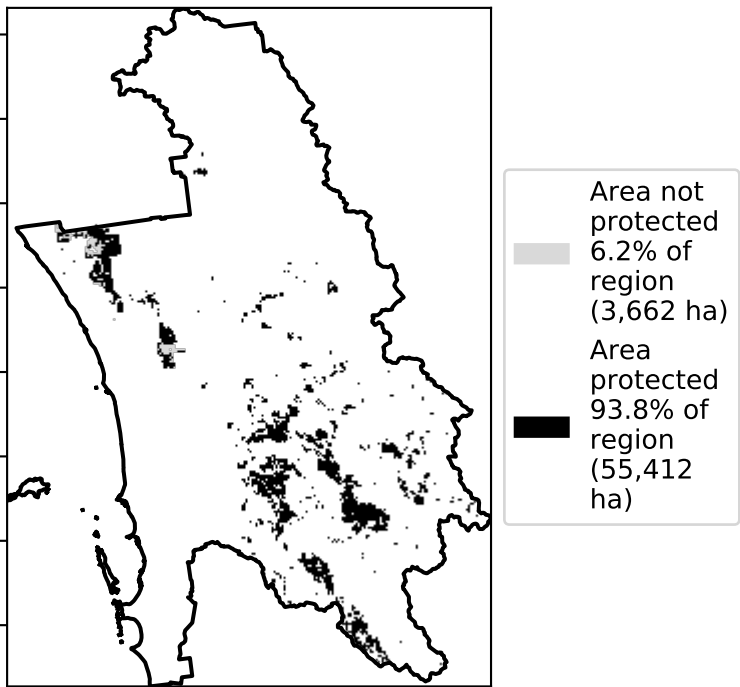 Area not
protected
6.2% of
region
(3,662 ha)
Area
protected
93.8% of
region
(55,412
ha)